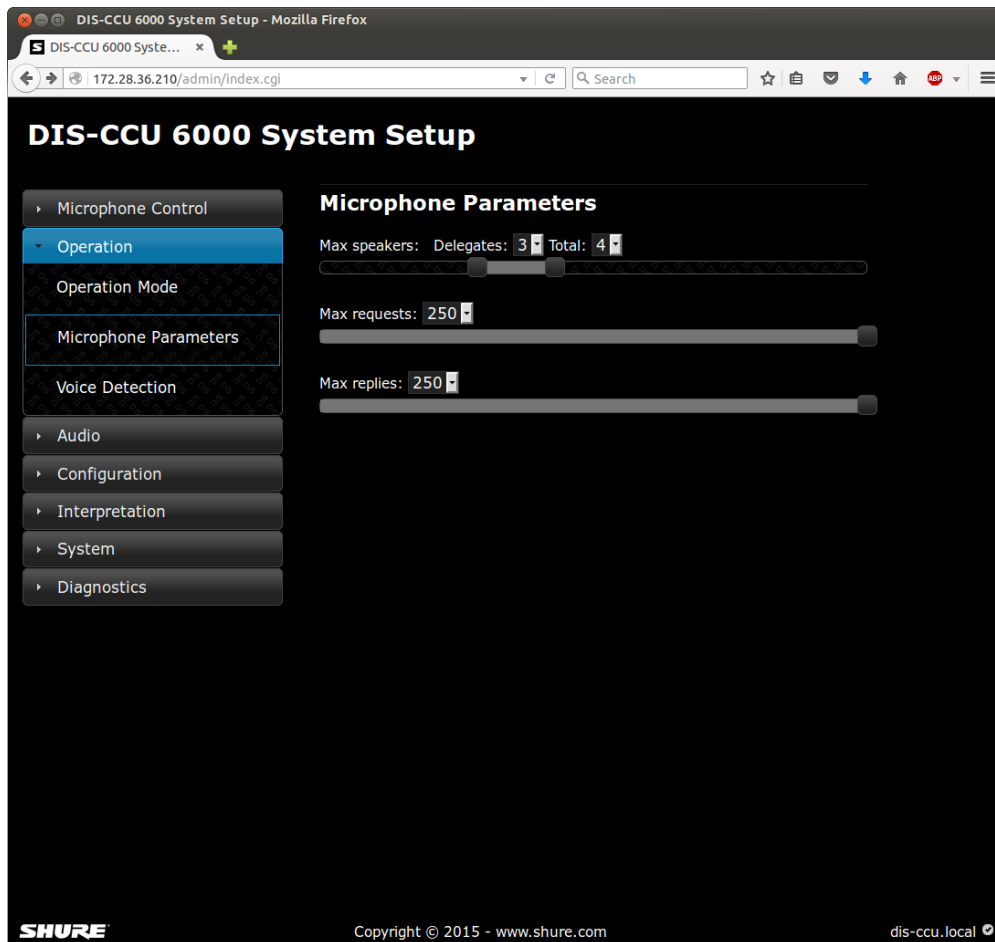 DIS-CCU 6000 System Setup - Mozilla Firefox
DIS-CCU 6000 Syste...
172.28.36.210/admin/index.cgi
Search
ABP
DIS-CCU 6000 System Setup
Microphone Control
Operation
Operation Mode
Microphone Parameters
Voice Detection
Audio
Configuration
Interpretation
System
Diagnostics
Microphone Parameters
Max speakers: Delegates: 3 Total: 4
Max requests: 250
Max replies: 250
SHURE
Copyright © 2015 - www.shure.com
dis-ccu.local